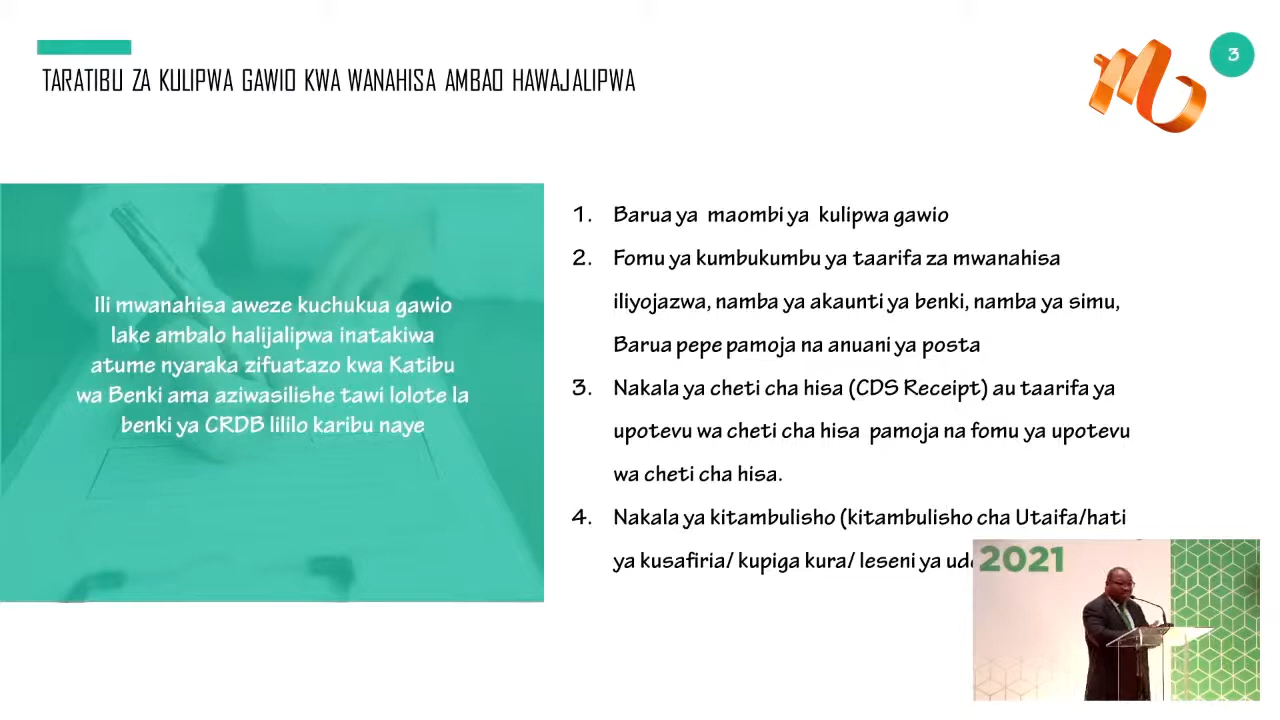 3
TARATIBU ZA KULIPWA GAWIO KWA WANAHISA AMBAO HAWAJALIPWA
Ili mwanahisa aweze kuchukua gawio
lake ambalo halijalipwa inatakiwa
atume nyaraka zifuatazo kwa Katibu
wa Benki ama aziwasilishe tawi lolote la
benki ya CRDB lililo karibu naye
1. Barua ya maombi ya kulipwa gawio
2. Fomu ya kumbukumbu ya taarifa za mwanahisa
iliyojazwa, namba ya akaunti ya benki, namba ya simu,
Barua pepe pamoja na anuani ya posta
3. Nakala ya cheti cha hisa (CDS Receipt) au taarifa ya
upotevu wa cheti cha hisa pamoja na fomu ya upotevu
wa cheti cha hisa.
4. Nakala ya kitambulisho (kitambulisho cha Utaifa/hati
ya kusafiria/ kupiga kura/ leseni ya
2021